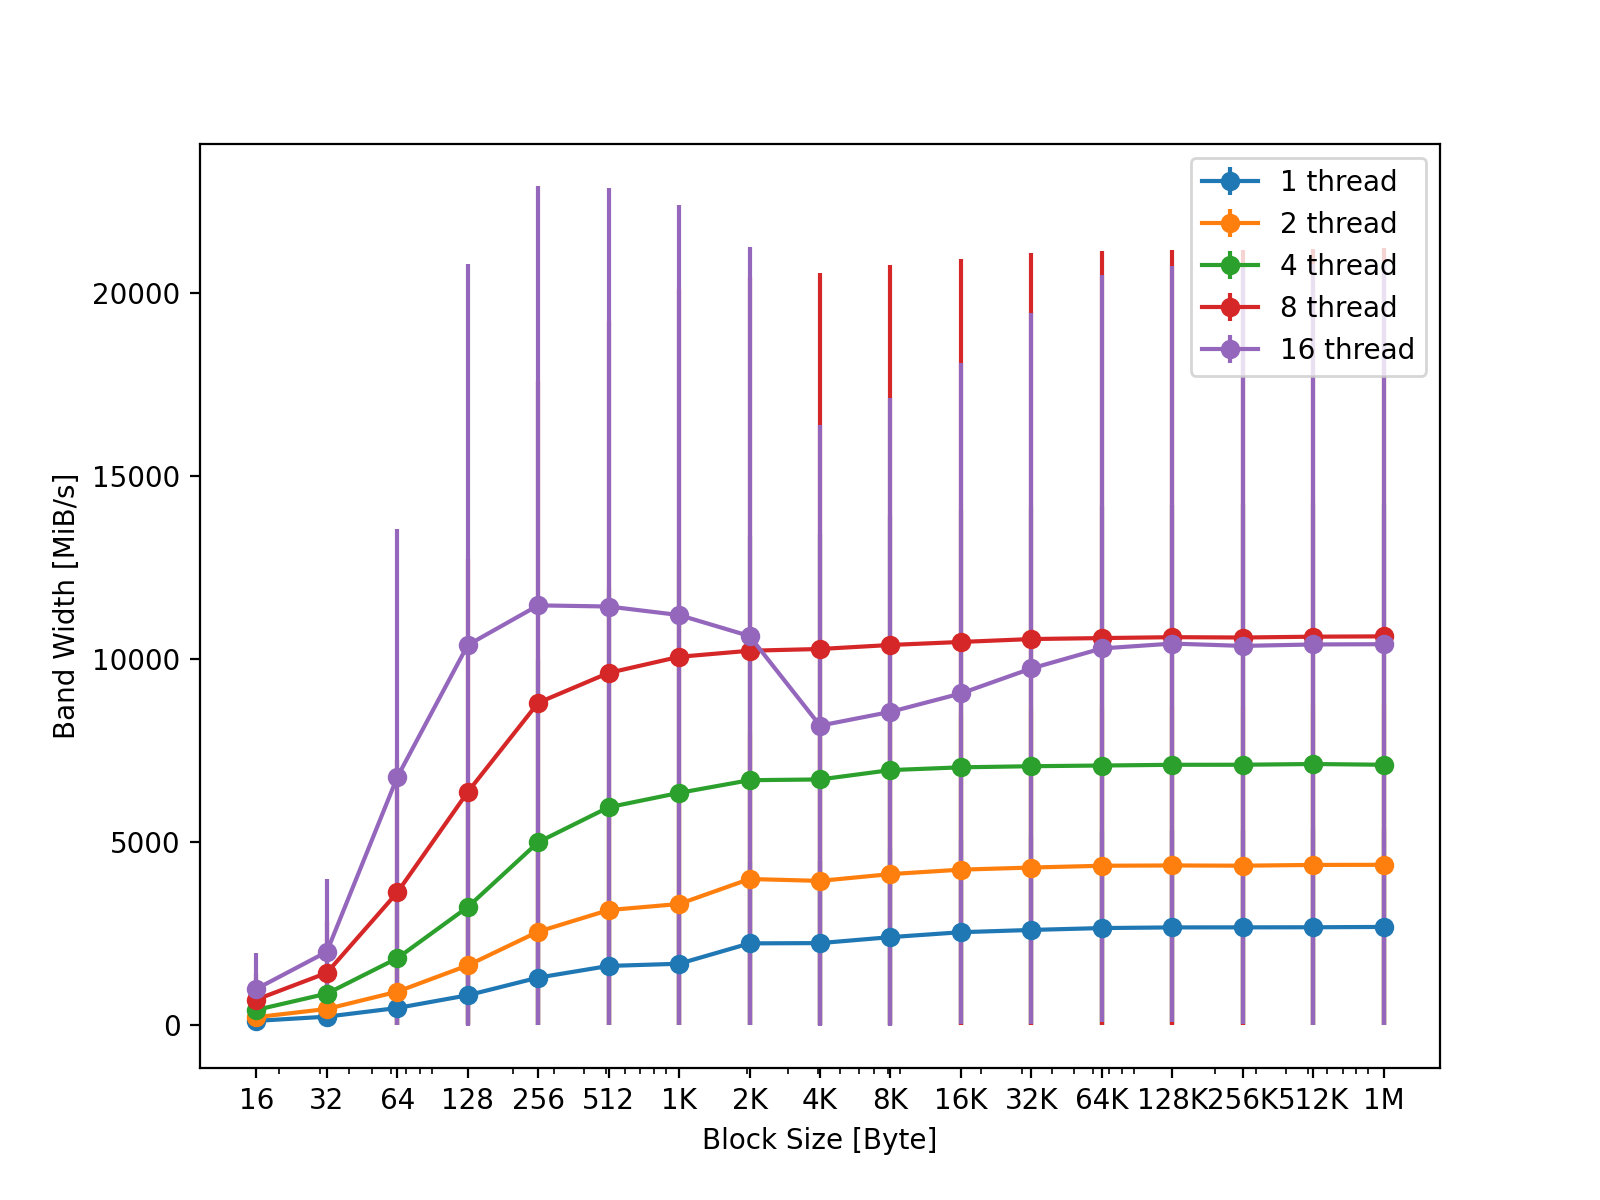 1 thread
2 thread
4 thread
8 thread
16 thread
20000
15000
10000
5000
0
Band Width [MiB/s]
16 32 64 128 256 512 1K 2K 4K 8K 16K 32K 64K 128K 256K 512K 1M
Block Size [Byte]